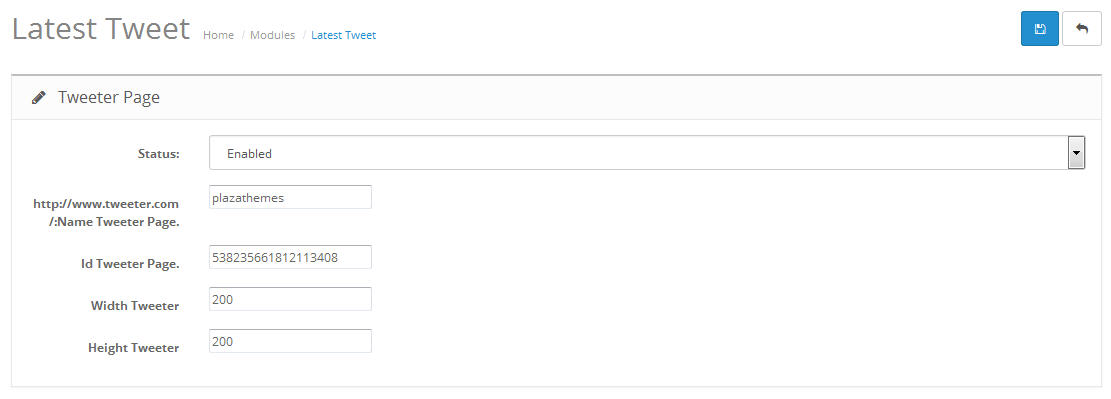 Latest Tweet Home / Modules / Latest Tweet
Tweeter Page
Status: Enabled
http://www.tweeter.com plazathemes
/:Name Tweeter Page.
Id Tweeter Page. 538235661812113408
Width Tweeter 200
Height Tweeter 200